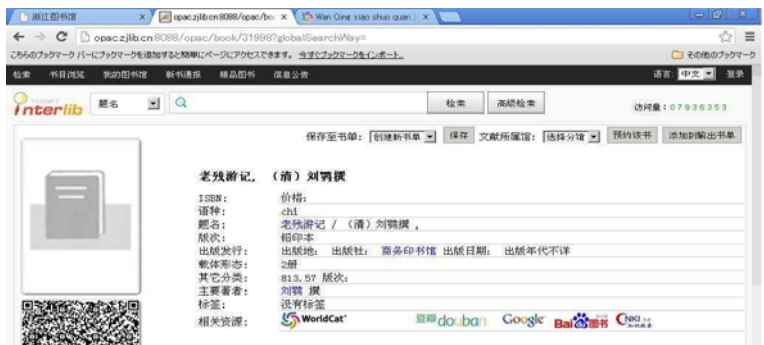 浙江图书馆 opac.zjlib.cn:8088/opac/bo Wan Qing xiao shuo quan
opac.zjlib.cn:8088/opac/book/31998?globalSearchWay=
こちらのブックマーク バーにブックマークを追加すると簡単にページにアクセスできます。 今すぐブックマークをインポート... その他のブックマーク
检索 书目浏览 我的图书馆 新书通报 精品图书 信息公告 语言: 中文 登录
interlib 题名 检索 高级检索 访问量:07936353
保存至书单: 创建新书单 保存 文献所属馆: 选择分馆 预约该书 添加到输出书单
老残游记, (清)刘鹗撰
ISBN: 价格:
语种: chi
题名: 老残游记 / (清)刘鹗撰 ,
版次: 铅印本
出版发行: 出版地: 出版社: 商务印书馆 出版日期: 出版年代不详
载体形态: 2册
其它分类: 813.57 版次:
主要著者: 刘鹗 撰
标签: 没有标签
相关资源: WorldCat 豆瓣douban Google Bai 图书 CNKI